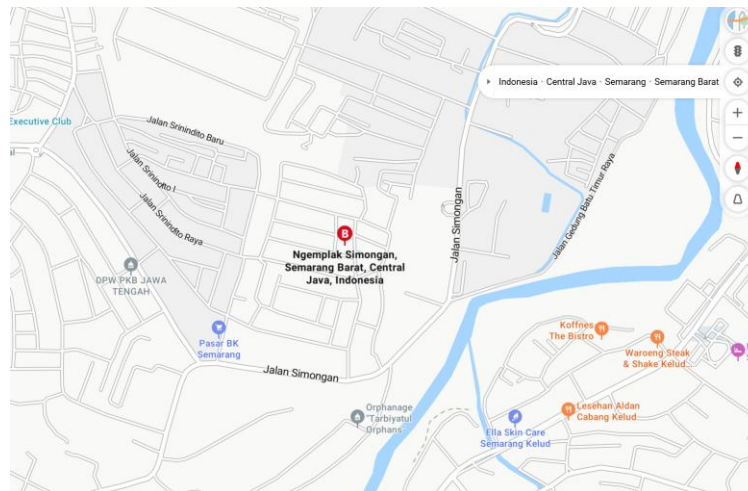 Indonesia · Central Java · Semarang · Semarang Barat
Executive Club
Jalan Srinindito Baru
Jalan Srinindito I
Jalan Srinindito Raya
Jalan Simongan
Jalan Gedung Batu Timur Raya
B
Ngemplak Simongan,
Semarang Barat, Central
Java, Indonesia
DPW PKB JAWA
TENGAH
Pasar BK
Semarang
Jalan Simongan
Koffnes
The Bistro
Waroeng Steak
& Shake Kelud...
Orphanage
"Tarbiyatul
Orphans"
Lesehan Aldan
Cabang Kelud
Ella Skin Care
Semarang Kelud